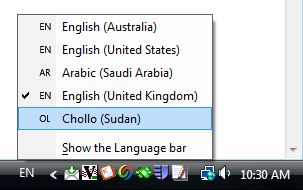 EN English (Australia)
EN English (United States)
AR Arabic (Saudi Arabia)
EN English (United Kingdom)
OL Chollo (Sudan)
Show the Language bar
EN 10:30 AM